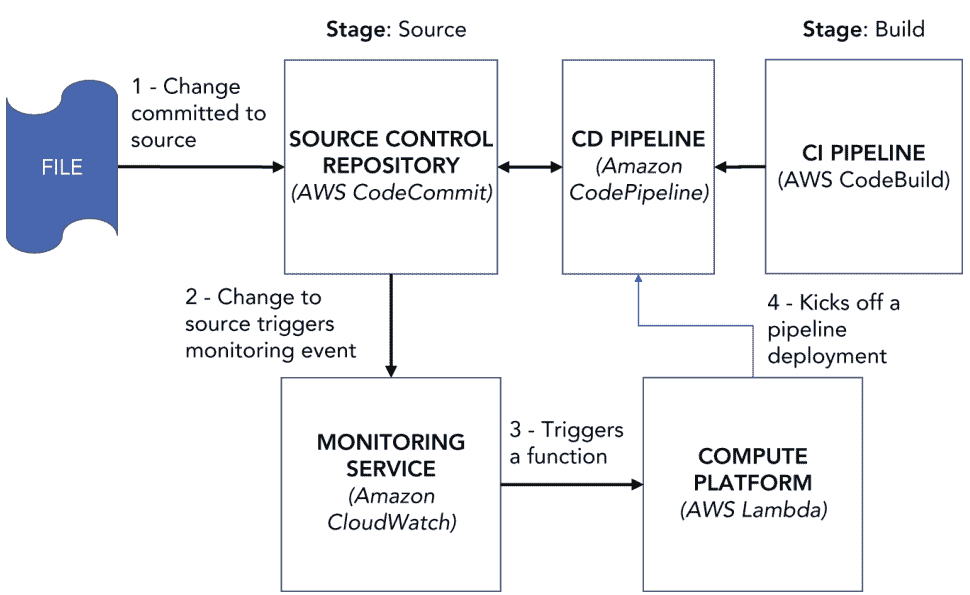 Stage: Source
Stage: Build
1 - Change
committed to
source
FILE
SOURCE CONTROL
REPOSITORY
(AWS CodeCommit)
CD PIPELINE
(Amazon
CodePipeline)
CI PIPELINE
(AWS CodeBuild)
2 - Change to
source triggers
monitoring event
4 - Kicks off a
pipeline
deployment
MONITORING
SERVICE
(Amazon
CloudWatch)
3 - Triggers
a function
COMPUTE
PLATFORM
(AWS Lambda)